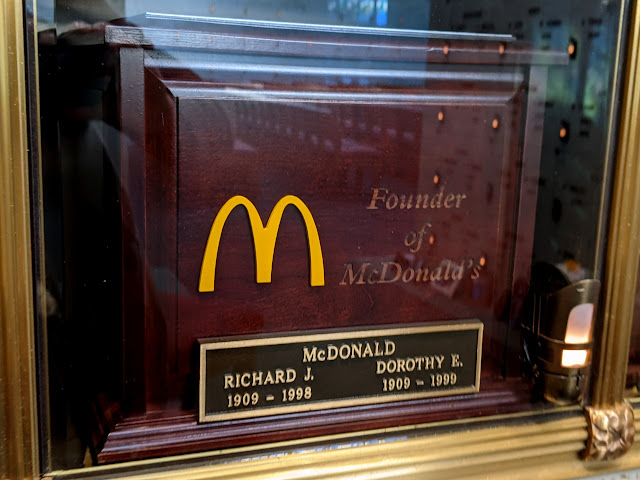 Founder
of
McDonald's
McDONALD
RICHARD J. DOROTHY E.
1909 - 1998 1909 - 1999